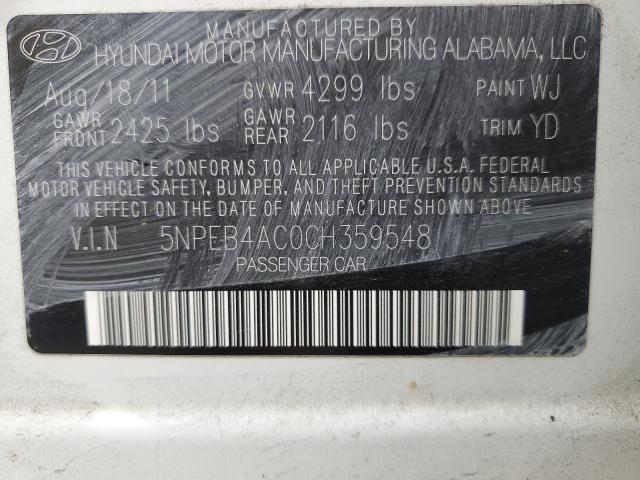 MANUFACTURED BY
HYUNDAI MOTOR MANUFACTURING ALABAMA, LLC
Aug/18/11 GVWR 4299 lbs PAINT WJ
GAWR FRONT 2425 lbs GAWR REAR 2116 lbs TRIM YD
THIS VEHICLE CONFORMS TO ALL APPLICABLE U.S.A. FEDERAL
MOTOR VEHICLE SAFETY, BUMPER, AND THEFT PREVENTION STANDARDS
IN EFFECT ON THE DATE OF MANUFACTURE SHOWN ABOVE.
V.I.N 5NPEB4AC0CH359548
PASSENGER CAR